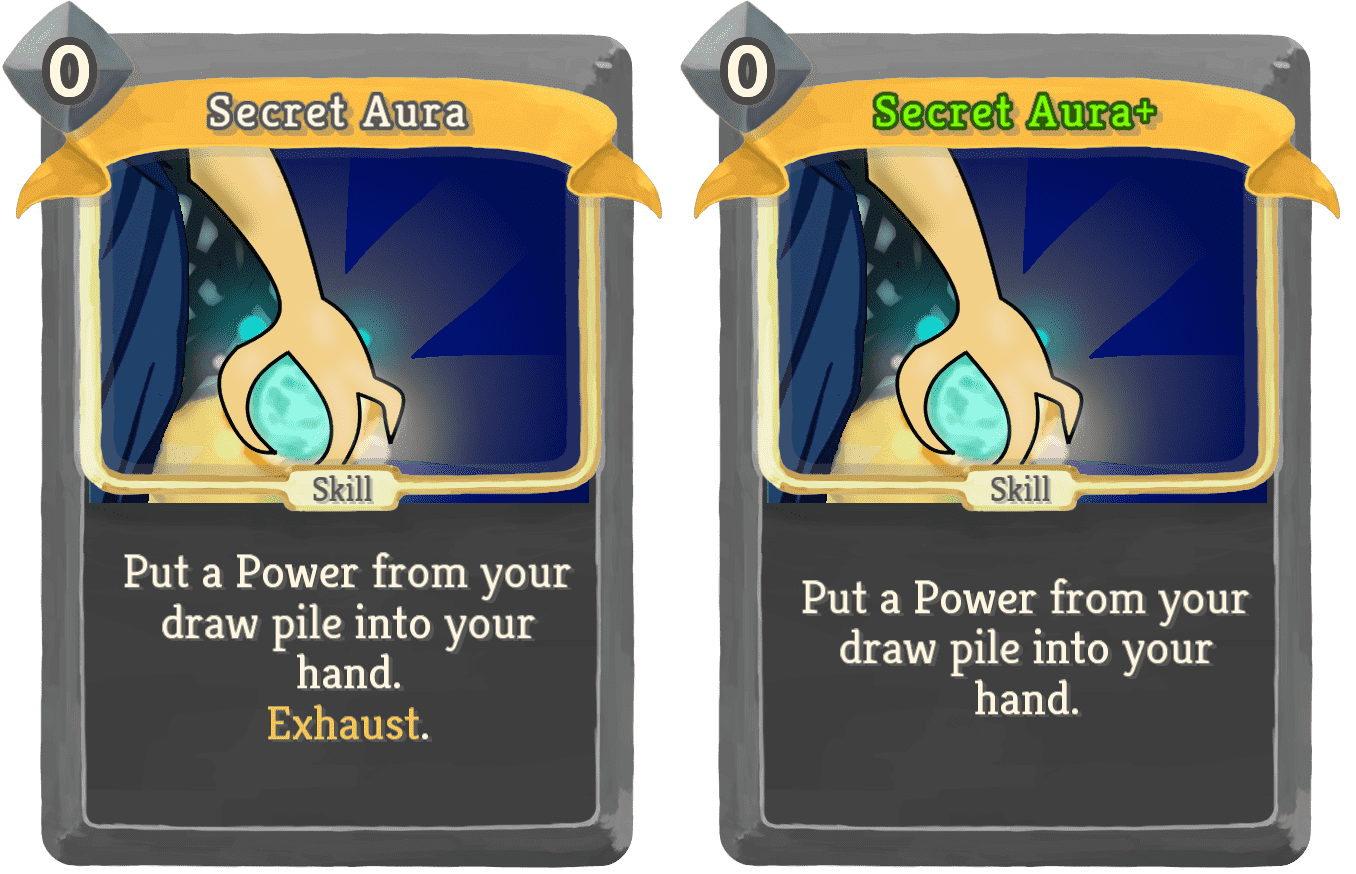 0
Secret Aura
Skill
Put a Power from your
draw pile into your
hand.
Exhaust.
0
Secret Aura+
Skill
Put a Power from your
draw pile into your
hand.